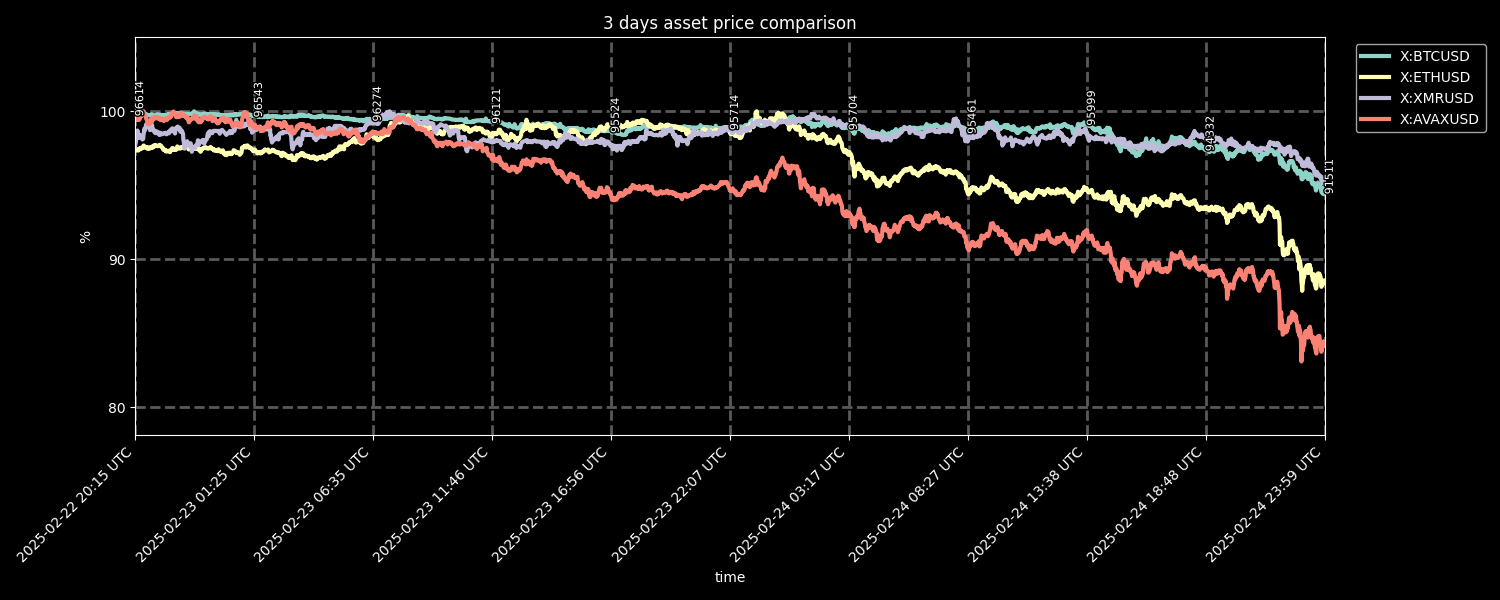 3 days asset price comparison
X:BTCUSD
X:ETHUSD
X:XMRUSD
X:AVAXUSD
%
100
90
80
96614
96543
96274
96121
95524
95714
95704
95461
95999
94332
91511
2025-02-22 20:15 UTC
2025-02-23 01:25 UTC
2025-02-23 06:35 UTC
2025-02-23 11:46 UTC
2025-02-23 16:56 UTC
2025-02-23 22:07 UTC
2025-02-24 03:17 UTC
2025-02-24 08:27 UTC
2025-02-24 13:38 UTC
2025-02-24 18:48 UTC
2025-02-24 23:59 UTC
time